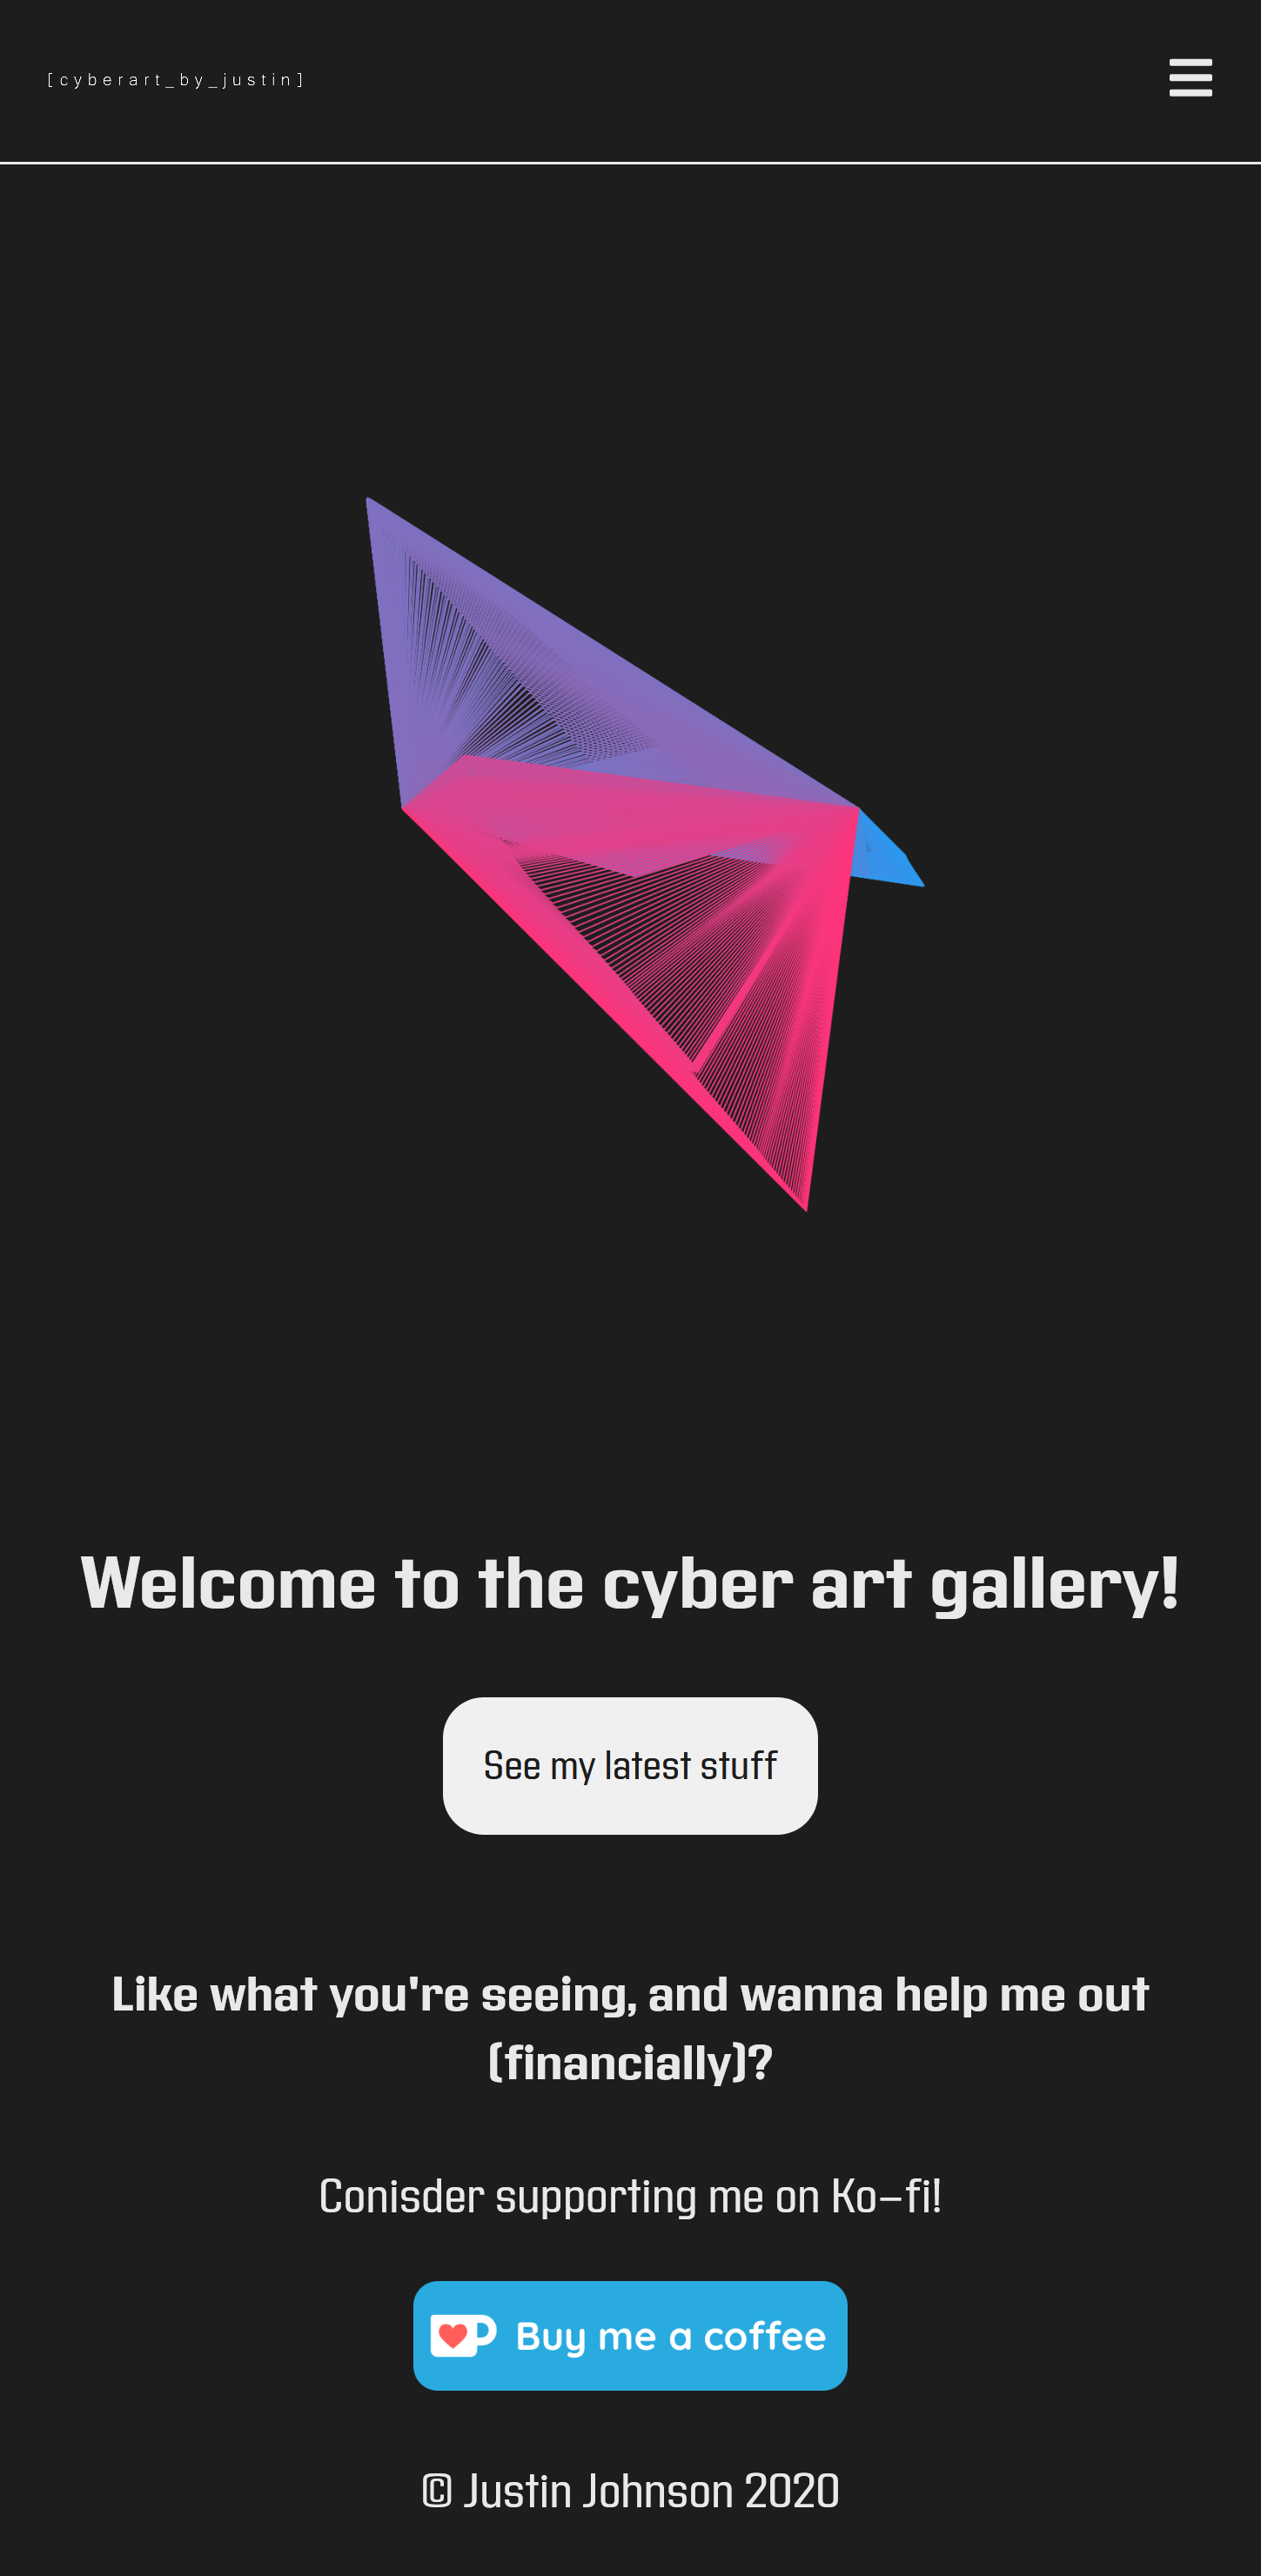 [cyberart_by_justin]
Welcome to the cyber art gallery!
See my latest stuff
Like what you're seeing, and wanna help me out
(financially)?
Conisder supporting me on Ko-fi!
Buy me a coffee
© Justin Johnson 2020